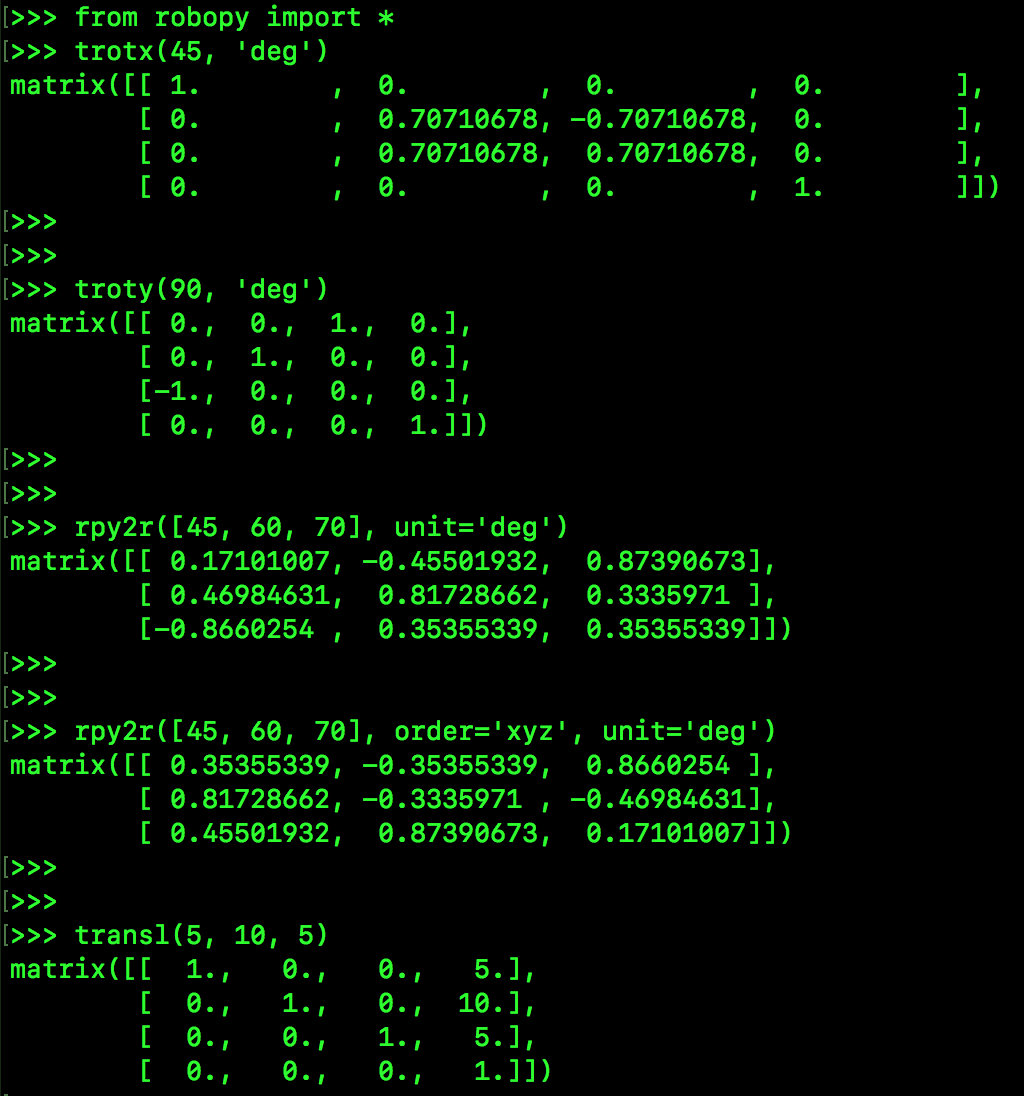 [>>> from robopy import *
[>>> trotx(45, 'deg')
matrix([[ 1.        ,  0.        ,  0.        ,  0.        ],
        [ 0.        ,  0.70710678, -0.70710678,  0.        ],
        [ 0.        ,  0.70710678,  0.70710678,  0.        ],
        [ 0.        ,  0.        ,  0.        ,  1.        ]])
[>>>
[>>>
[>>> troty(90, 'deg')
matrix([[ 0.,  0.,  1.,  0.],
        [ 0.,  1.,  0.,  0.],
        [-1.,  0.,  0.,  0.],
        [ 0.,  0.,  0.,  1.]])
[>>>
[>>>
[>>> rpy2r([45, 60, 70], unit='deg')
matrix([[ 0.17101007, -0.45501932,  0.87390673],
        [ 0.46984631,  0.81728662,  0.3335971 ],
        [-0.8660254 ,  0.35355339,  0.35355339]])
[>>>
[>>>
[>>> rpy2r([45, 60, 70], order='xyz', unit='deg')
matrix([[ 0.35355339, -0.35355339,  0.8660254 ],
        [ 0.81728662, -0.3335971 , -0.46984631],
        [ 0.45501932,  0.87390673,  0.17101007]])
[>>>
[>>>
[>>> transl(5, 10, 5)
matrix([[  1.,   0.,   0.,   5.],
        [  0.,   1.,   0.,  10.],
        [  0.,   0.,   1.,   5.],
        [  0.,   0.,   0.,   1.]])